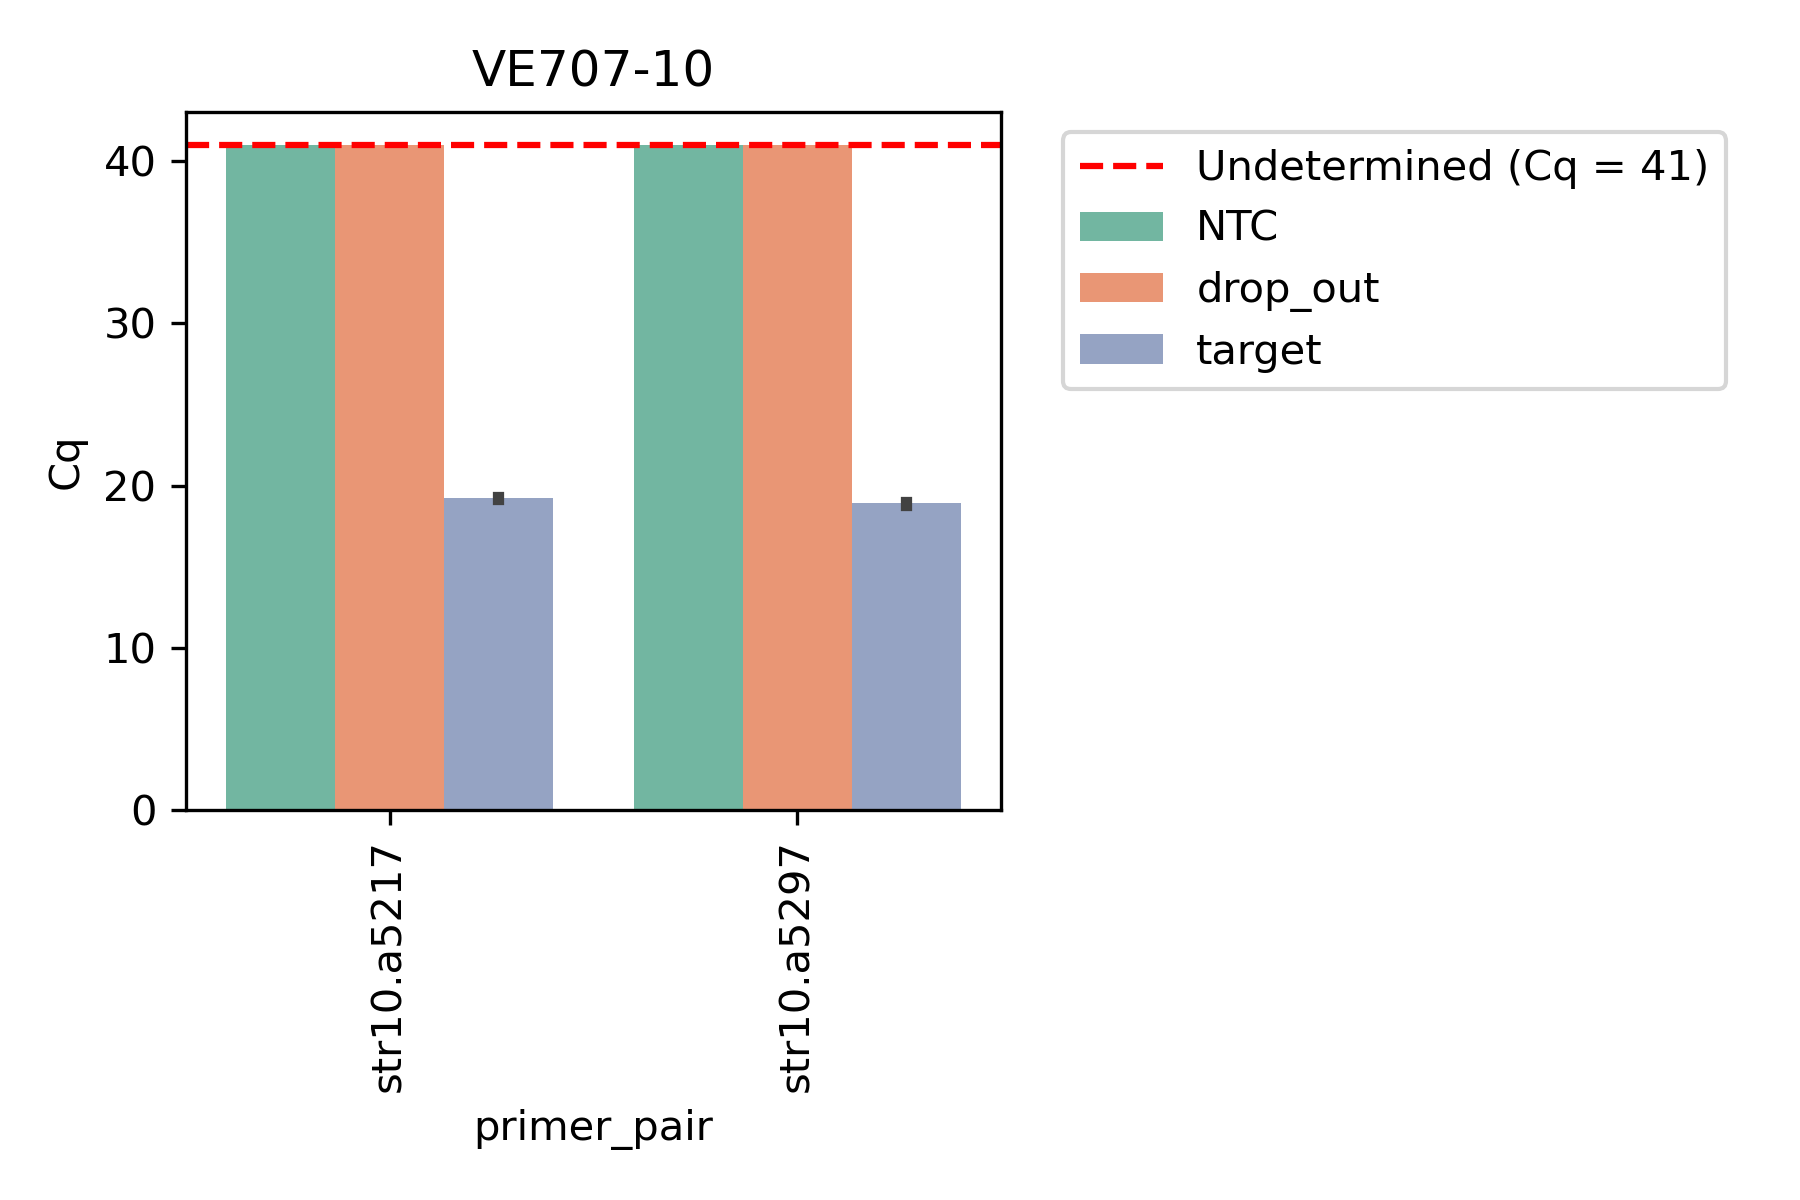 VE707-10
Undetermined (Cq = 41)
NTC
drop_out
target
Cq
40
30
20
10
0
str10.a5217
str10.a5297
primer_pair